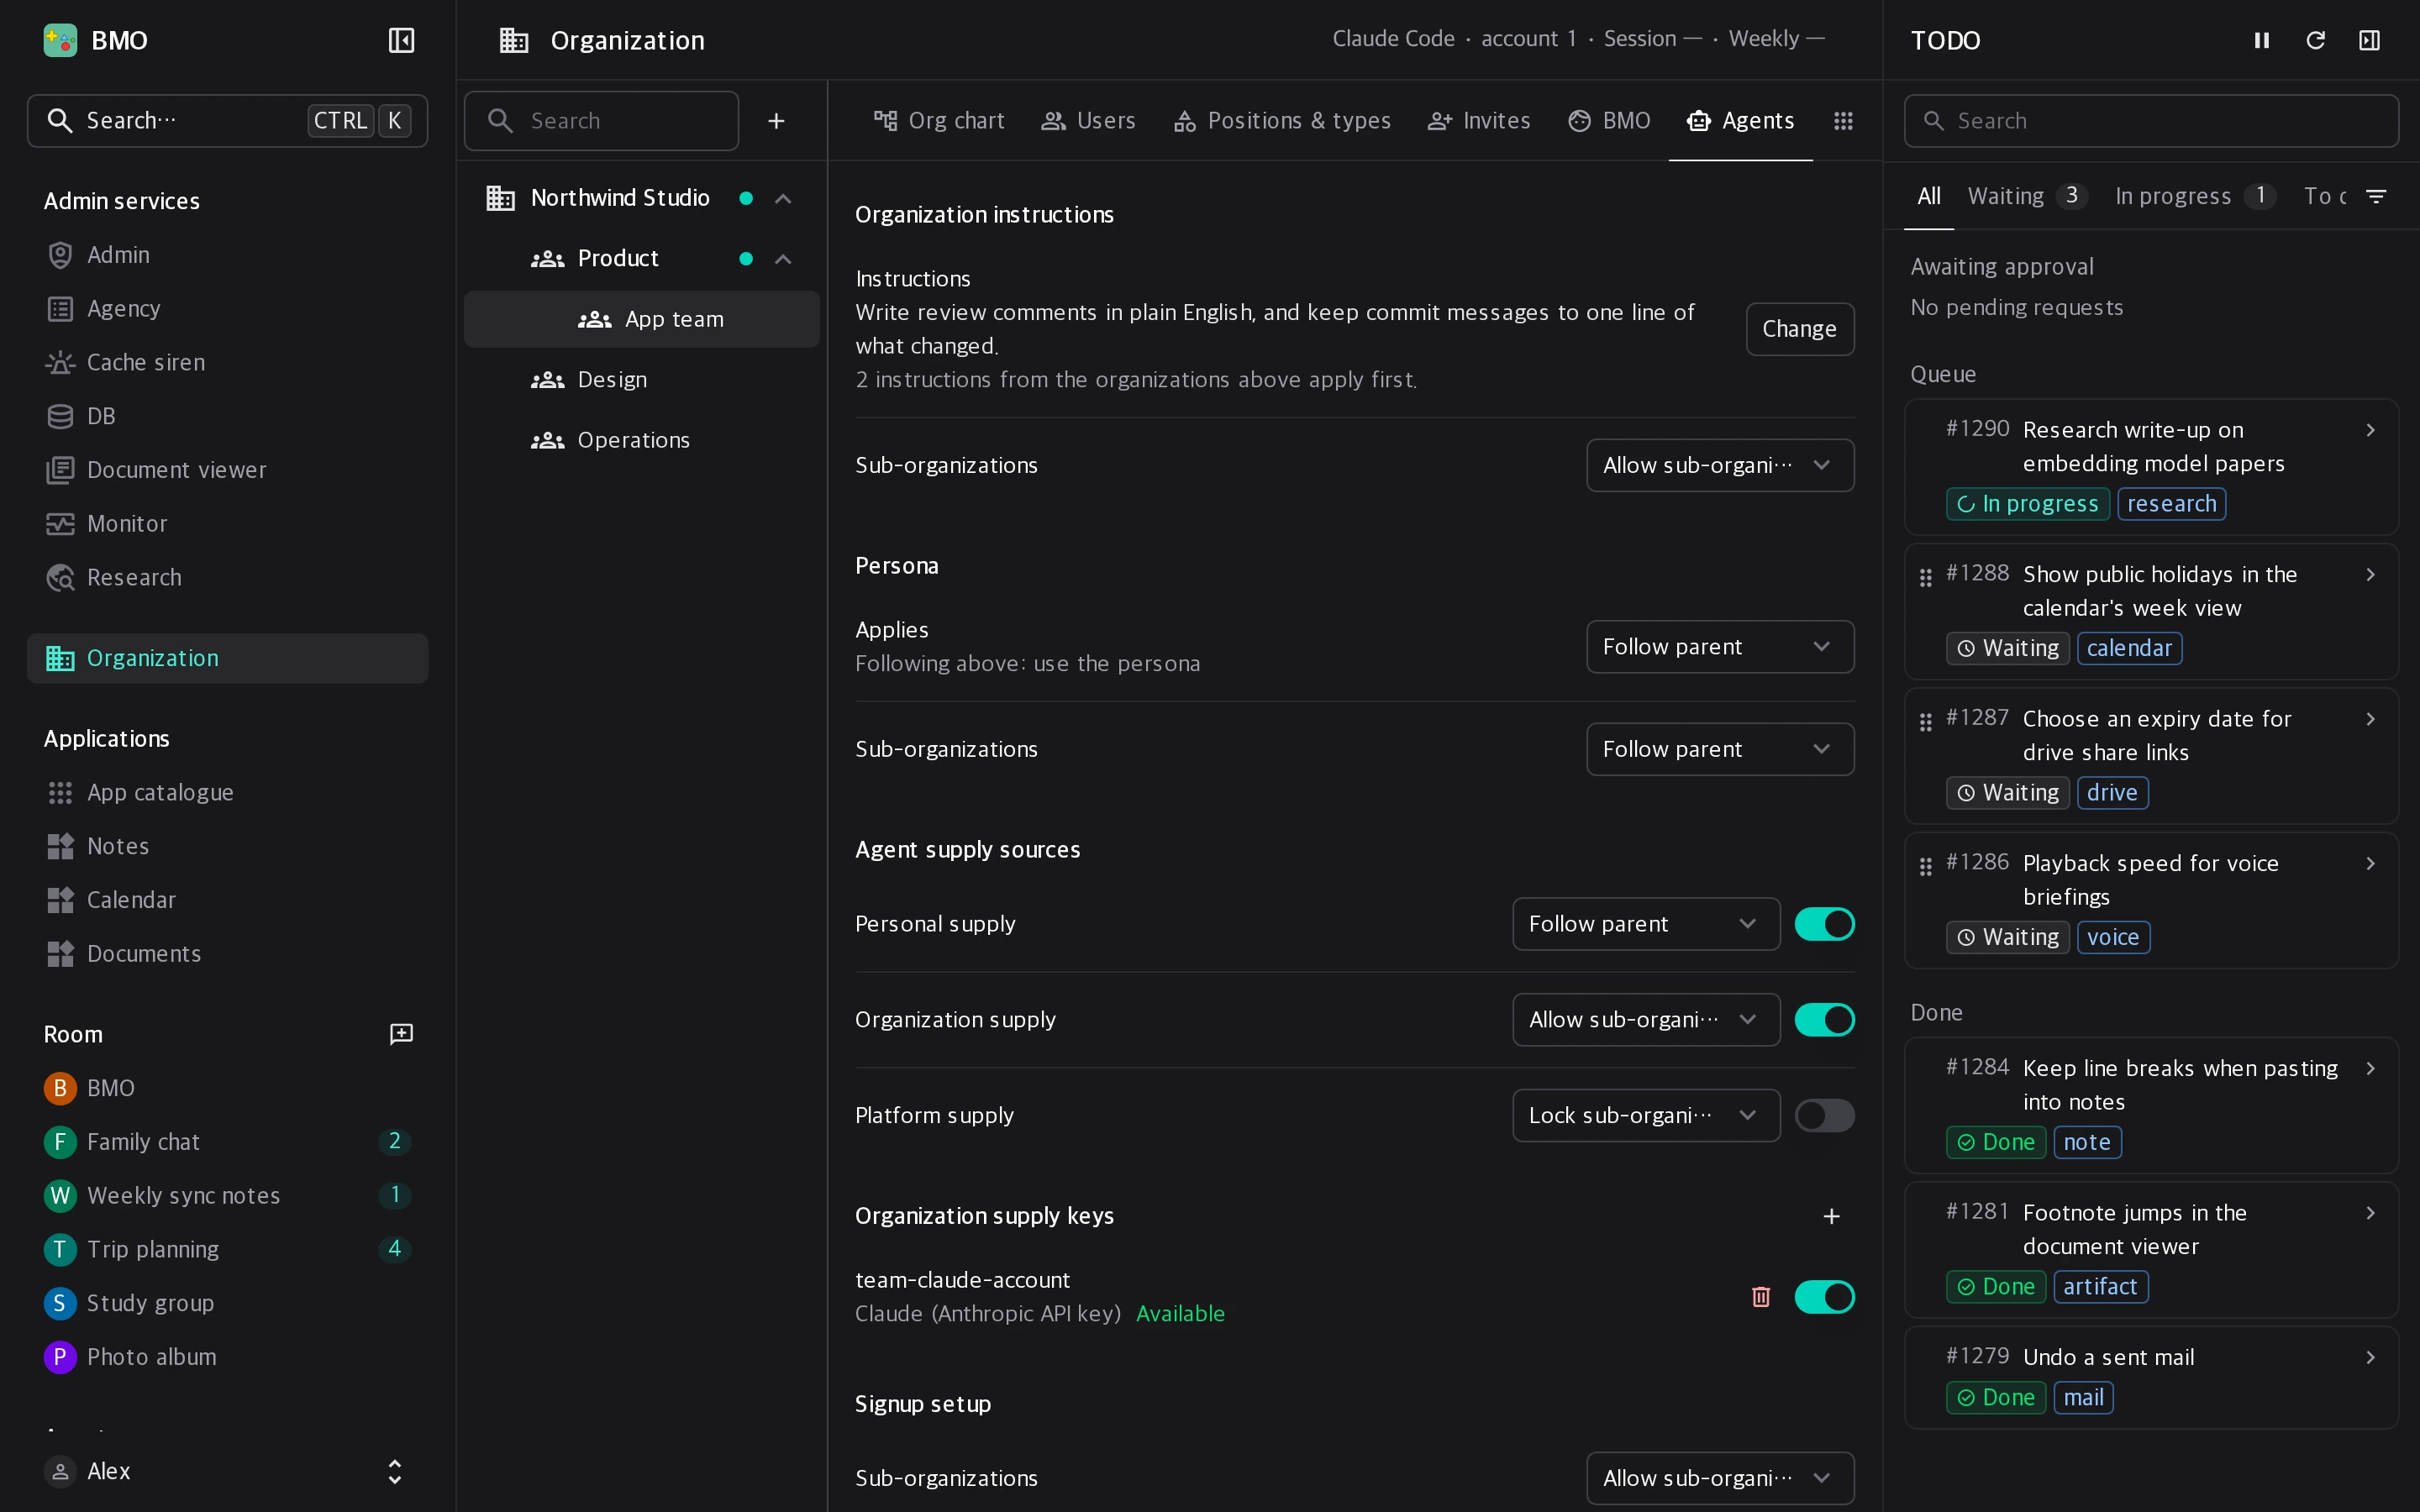 BMO
Search…
CTRL K
Admin services
Admin
Agency
Cache siren
DB
Document viewer
Monitor
Research
Organization
Applications
App catalogue
Notes
Calendar
Documents
Room
B BMO
F Family chat 2
W Weekly sync notes 1
T Trip planning 4
S Study group
P Photo album
Alex
Organization
Claude Code · account 1 · Session — · Weekly —
Search
Northwind Studio
Product
App team
Design
Operations
Org chart
Users
Positions & types
Invites
BMO
Agents
Organization instructions
Instructions
Write review comments in plain English, and keep commit messages to one line of
what changed.
2 instructions from the organizations above apply first.
Change
Sub-organizations
Allow sub-organi…
Persona
Applies
Following above: use the persona
Follow parent
Sub-organizations
Follow parent
Agent supply sources
Personal supply
Follow parent
Organization supply
Allow sub-organi…
Platform supply
Lock sub-organi…
Organization supply keys
team-claude-account
Claude (Anthropic API key) Available
Signup setup
Sub-organizations
Allow sub-organi…
TODO
Search
All
Waiting 3
In progress 1
To
Awaiting approval
No pending requests
Queue
#1290 Research write-up on
embedding model papers
In progress
research
#1288 Show public holidays in the
calendar's week view
Waiting
calendar
#1287 Choose an expiry date for
drive share links
Waiting
drive
#1286 Playback speed for voice
briefings
Waiting
voice
Done
#1284 Keep line breaks when pasting
into notes
Done
note
#1281 Footnote jumps in the
document viewer
Done
artifact
#1279 Undo a sent mail
Done
mail